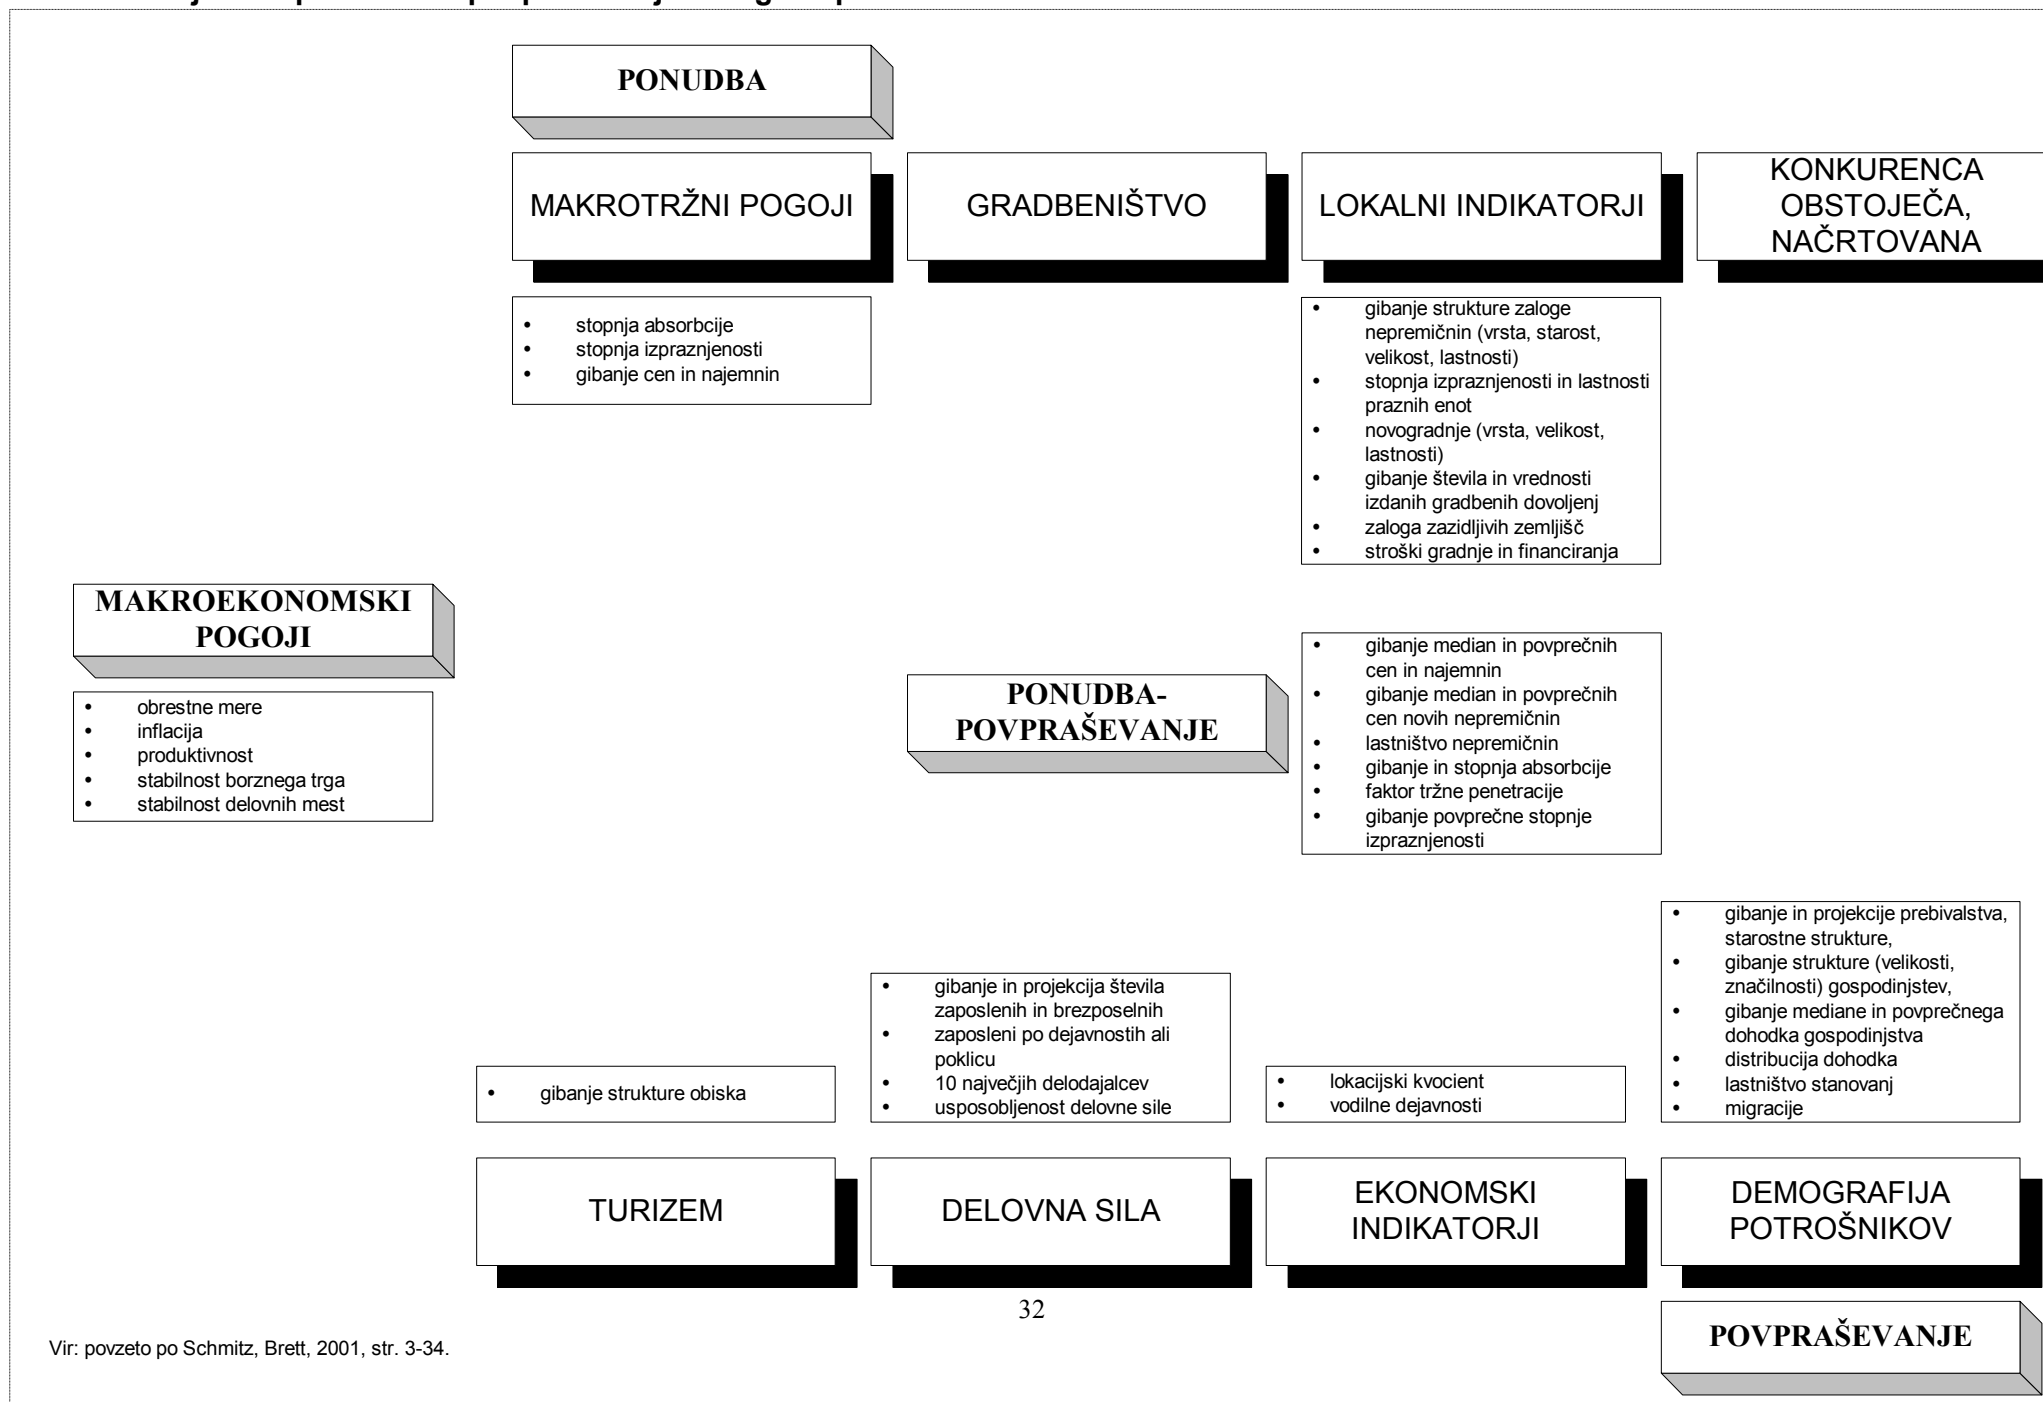 PONUDBA
MAKROTRŽNI POGOJI
GRADBENIŠTVO
LOKALNI INDIKATORJI
KONKURENCA
OBSTOJEČA,
NAČRTOVANA
• stopnja absorbcije
• stopnja izpraznjenosti
• gibanje cen in najemnin
• gibanje strukture zaloge
nepremičnin (vrsta, starost,
velikost, lastnosti)
• stopnja izpraznjenosti in lastnosti
praznih enot
• novogradnje (vrsta, velikost,
lastnosti)
• gibanje števila in vrednosti
izdanih gradbenih dovoljenj
• zaloga zazidljivih zemljišč
• stroški gradnje in financiranja
MAKROEKONOMSKI
POGOJI
• obrestne mere
• inflacija
• produktivnost
• stabilnost borznega trga
• stabilnost delovnih mest
PONUDBA-
POVPRAŠEVANJE
• gibanje median in povprečnih
cen in najemnin
• gibanje median in povprečnih
cen novih nepremičnin
• lastništvo nepremičnin
• gibanje in stopnja absorbcije
• faktor tržne penetracije
• gibanje povprečne stopnje
izpraznjenosti
• gibanje strukture obiska
• gibanje in projekcija števila
zaposlenih in brezposelnih
• zaposleni po dejavnostih ali
poklicu
• 10 največjih delodajalcev
• usposobljenost delovne sile
• lokacijski kvocient
• vodilne dejavnosti
• gibanje in projekcije prebivalstva,
starostne strukture,
• gibanje strukture (velikosti,
značilnosti) gospodinjstev,
• gibanje mediane in povprečnega
dohodka gospodinjstva
• distribucija dohodka
• lastništvo stanovanj
• migracije
TURIZEM
DELOVNA SILA
EKONOMSKI
INDIKATORJI
DEMOGRAFIJA
POTROŠNIKOV
32
POVPRAŠEVANJE
Vir: povzeto po Schmitz, Brett, 2001, str. 3-34.